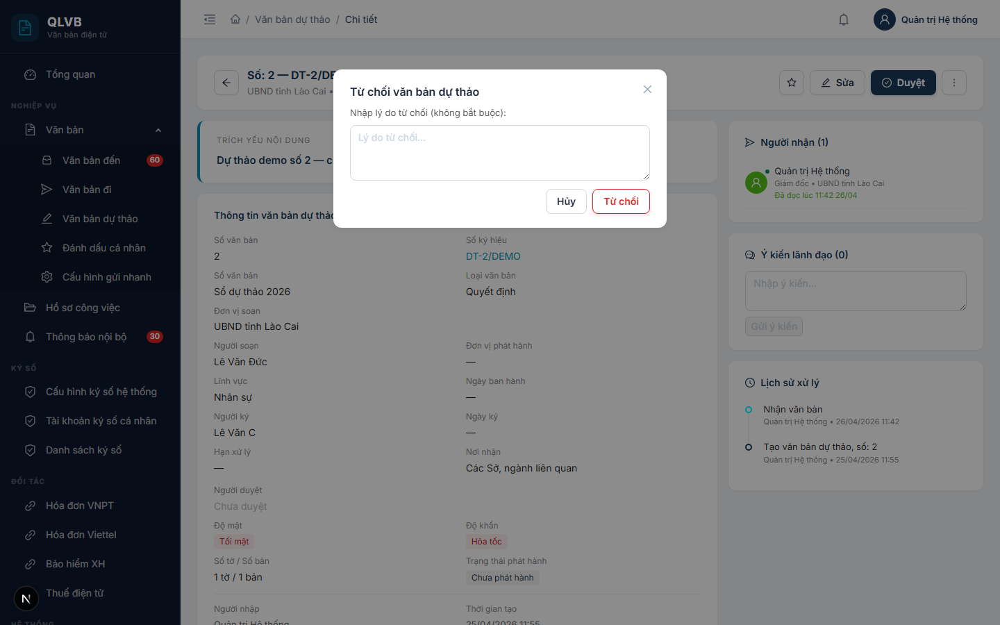 QLVB
Văn bản điện tử
Tổng quan
NGHIỆP VỤ
Văn bản
Văn bản đến 60
Văn bản đi
Văn bản dự thảo
Đánh dấu cá nhân
Cấu hình gửi nhanh
Hồ sơ công việc
Thông báo nội bộ 30
KÝ SỐ
Cấu hình ký số hệ thống
Tài khoản ký số cá nhân
Danh sách ký số
ĐỐI TÁC
Hóa đơn VNPT
Hóa đơn Viettel
Bảo hiểm XH
Thuế điện tử
HỆ THỐNG
N
/ Văn bản dự thảo / Chi tiết
Quản trị Hệ thống
Số: 2 — DT-2/DE
UBND tỉnh Lào Cai •
Sửa
Duyệt
Từ chối văn bản dự thảo
Nhập lý do từ chối (không bắt buộc):
Lý do từ chối...
Hủy
Từ chối
TRÍCH YẾU NỘI DUNG
Dự thảo demo số 2 — c
Thông tin văn bản dự thảo
Số văn bản
2
Số ký hiệu
DT-2/DEMO
Sổ văn bản
Sổ dự thảo 2026
Loại văn bản
Quyết định
Đơn vị soạn
UBND tỉnh Lào Cai
Người soạn
Lê Văn Đức
Đơn vị phát hành
—
Lĩnh vực
Nhân sự
Ngày ban hành
—
Người ký
Lê Văn C
Ngày ký
—
Hạn xử lý
—
Nơi nhận
Các Sở, ngành liên quan
Người duyệt
Chưa duyệt
Độ mật
Tối mật
Độ khẩn
Hỏa tốc
Số tờ / Số bản
1 tờ / 1 bản
Trạng thái phát hành
Chưa phát hành
Người nhập
Quản trị Hệ thống
Thời gian tạo
25/04/2026 11:55
Người nhận (1)
Quản trị Hệ thống
Giám đốc • UBND tỉnh Lào Cai
Đã đọc lúc 11:42 26/04
Ý kiến lãnh đạo (0)
Nhập ý kiến...
Gửi ý kiến
Lịch sử xử lý
Nhận văn bản
Quản trị Hệ thống • 26/04/2026 11:42
Tạo văn bản dự thảo, số: 2
Quản trị Hệ thống • 25/04/2026 11:55